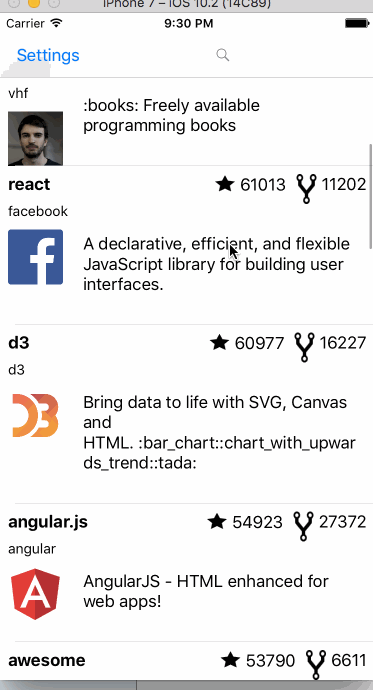 iPhone 7 – iOS 10.2 (14C89)
Carrier 9:30 PM
Settings
vhf
:books: Freely available
programming books
react 61013 11202
facebook
A declarative, efficient, and flexible
JavaScript library for building user
interfaces.
d3 60977 16227
d3
Bring data to life with SVG, Canvas
and
HTML. :bar_chart::chart_with_upwar
ds_trend::tada:
angular.js 54923 27372
angular
AngularJS - HTML enhanced for
web apps!
awesome 53790 6611